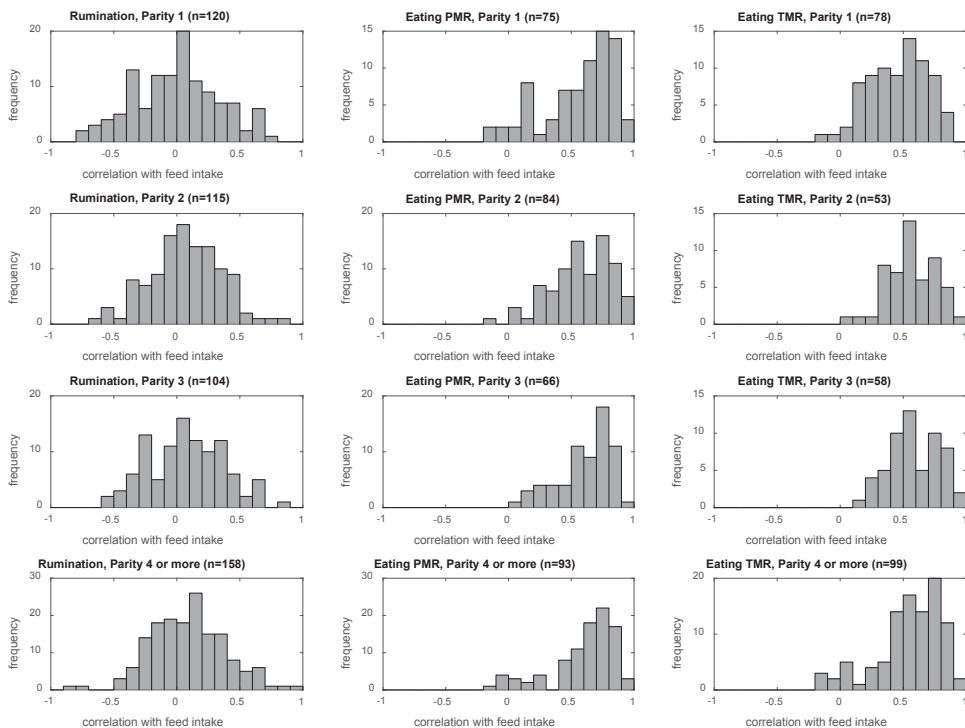 Rumination, Parity 1 (n=120)
20
10
0
frequency
-1 -0.5 0 0.5 1
correlation with feed intake
Eating PMR, Parity 1 (n=75)
15
10
5
0
frequency
-1 -0.5 0 0.5 1
correlation with feed intake
Eating TMR, Parity 1 (n=78)
15
10
5
0
frequency
-1 -0.5 0 0.5 1
correlation with feed intake
Rumination, Parity 2 (n=115)
20
10
0
frequency
-1 -0.5 0 0.5 1
correlation with feed intake
Eating PMR, Parity 2 (n=84)
20
10
0
frequency
-1 -0.5 0 0.5 1
correlation with feed intake
Eating TMR, Parity 2 (n=53)
15
10
5
0
frequency
-1 -0.5 0 0.5 1
correlation with feed intake
Rumination, Parity 3 (n=104)
20
10
0
frequency
-1 -0.5 0 0.5 1
correlation with feed intake
Eating PMR, Parity 3 (n=66)
20
10
0
frequency
-1 -0.5 0 0.5 1
correlation with feed intake
Eating TMR, Parity 3 (n=58)
15
10
5
0
frequency
-1 -0.5 0 0.5 1
correlation with feed intake
Rumination, Parity 4 or more (n=158)
30
20
10
0
frequency
-1 -0.5 0 0.5 1
correlation with feed intake
Eating PMR, Parity 4 or more (n=93)
30
20
10
0
frequency
-1 -0.5 0 0.5 1
correlation with feed intake
Eating TMR, Parity 4 or more (n=99)
20
10
0
frequency
-1 -0.5 0 0.5 1
correlation with feed intake